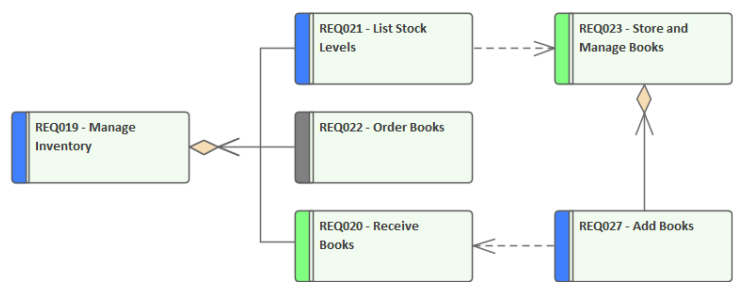 REQ021 - List Stock
Levels
REQ023 - Store and
Manage Books
REQ019 - Manage
Inventory
REQ022 - Order Books
REQ020 - Receive
Books
REQ027 - Add Books